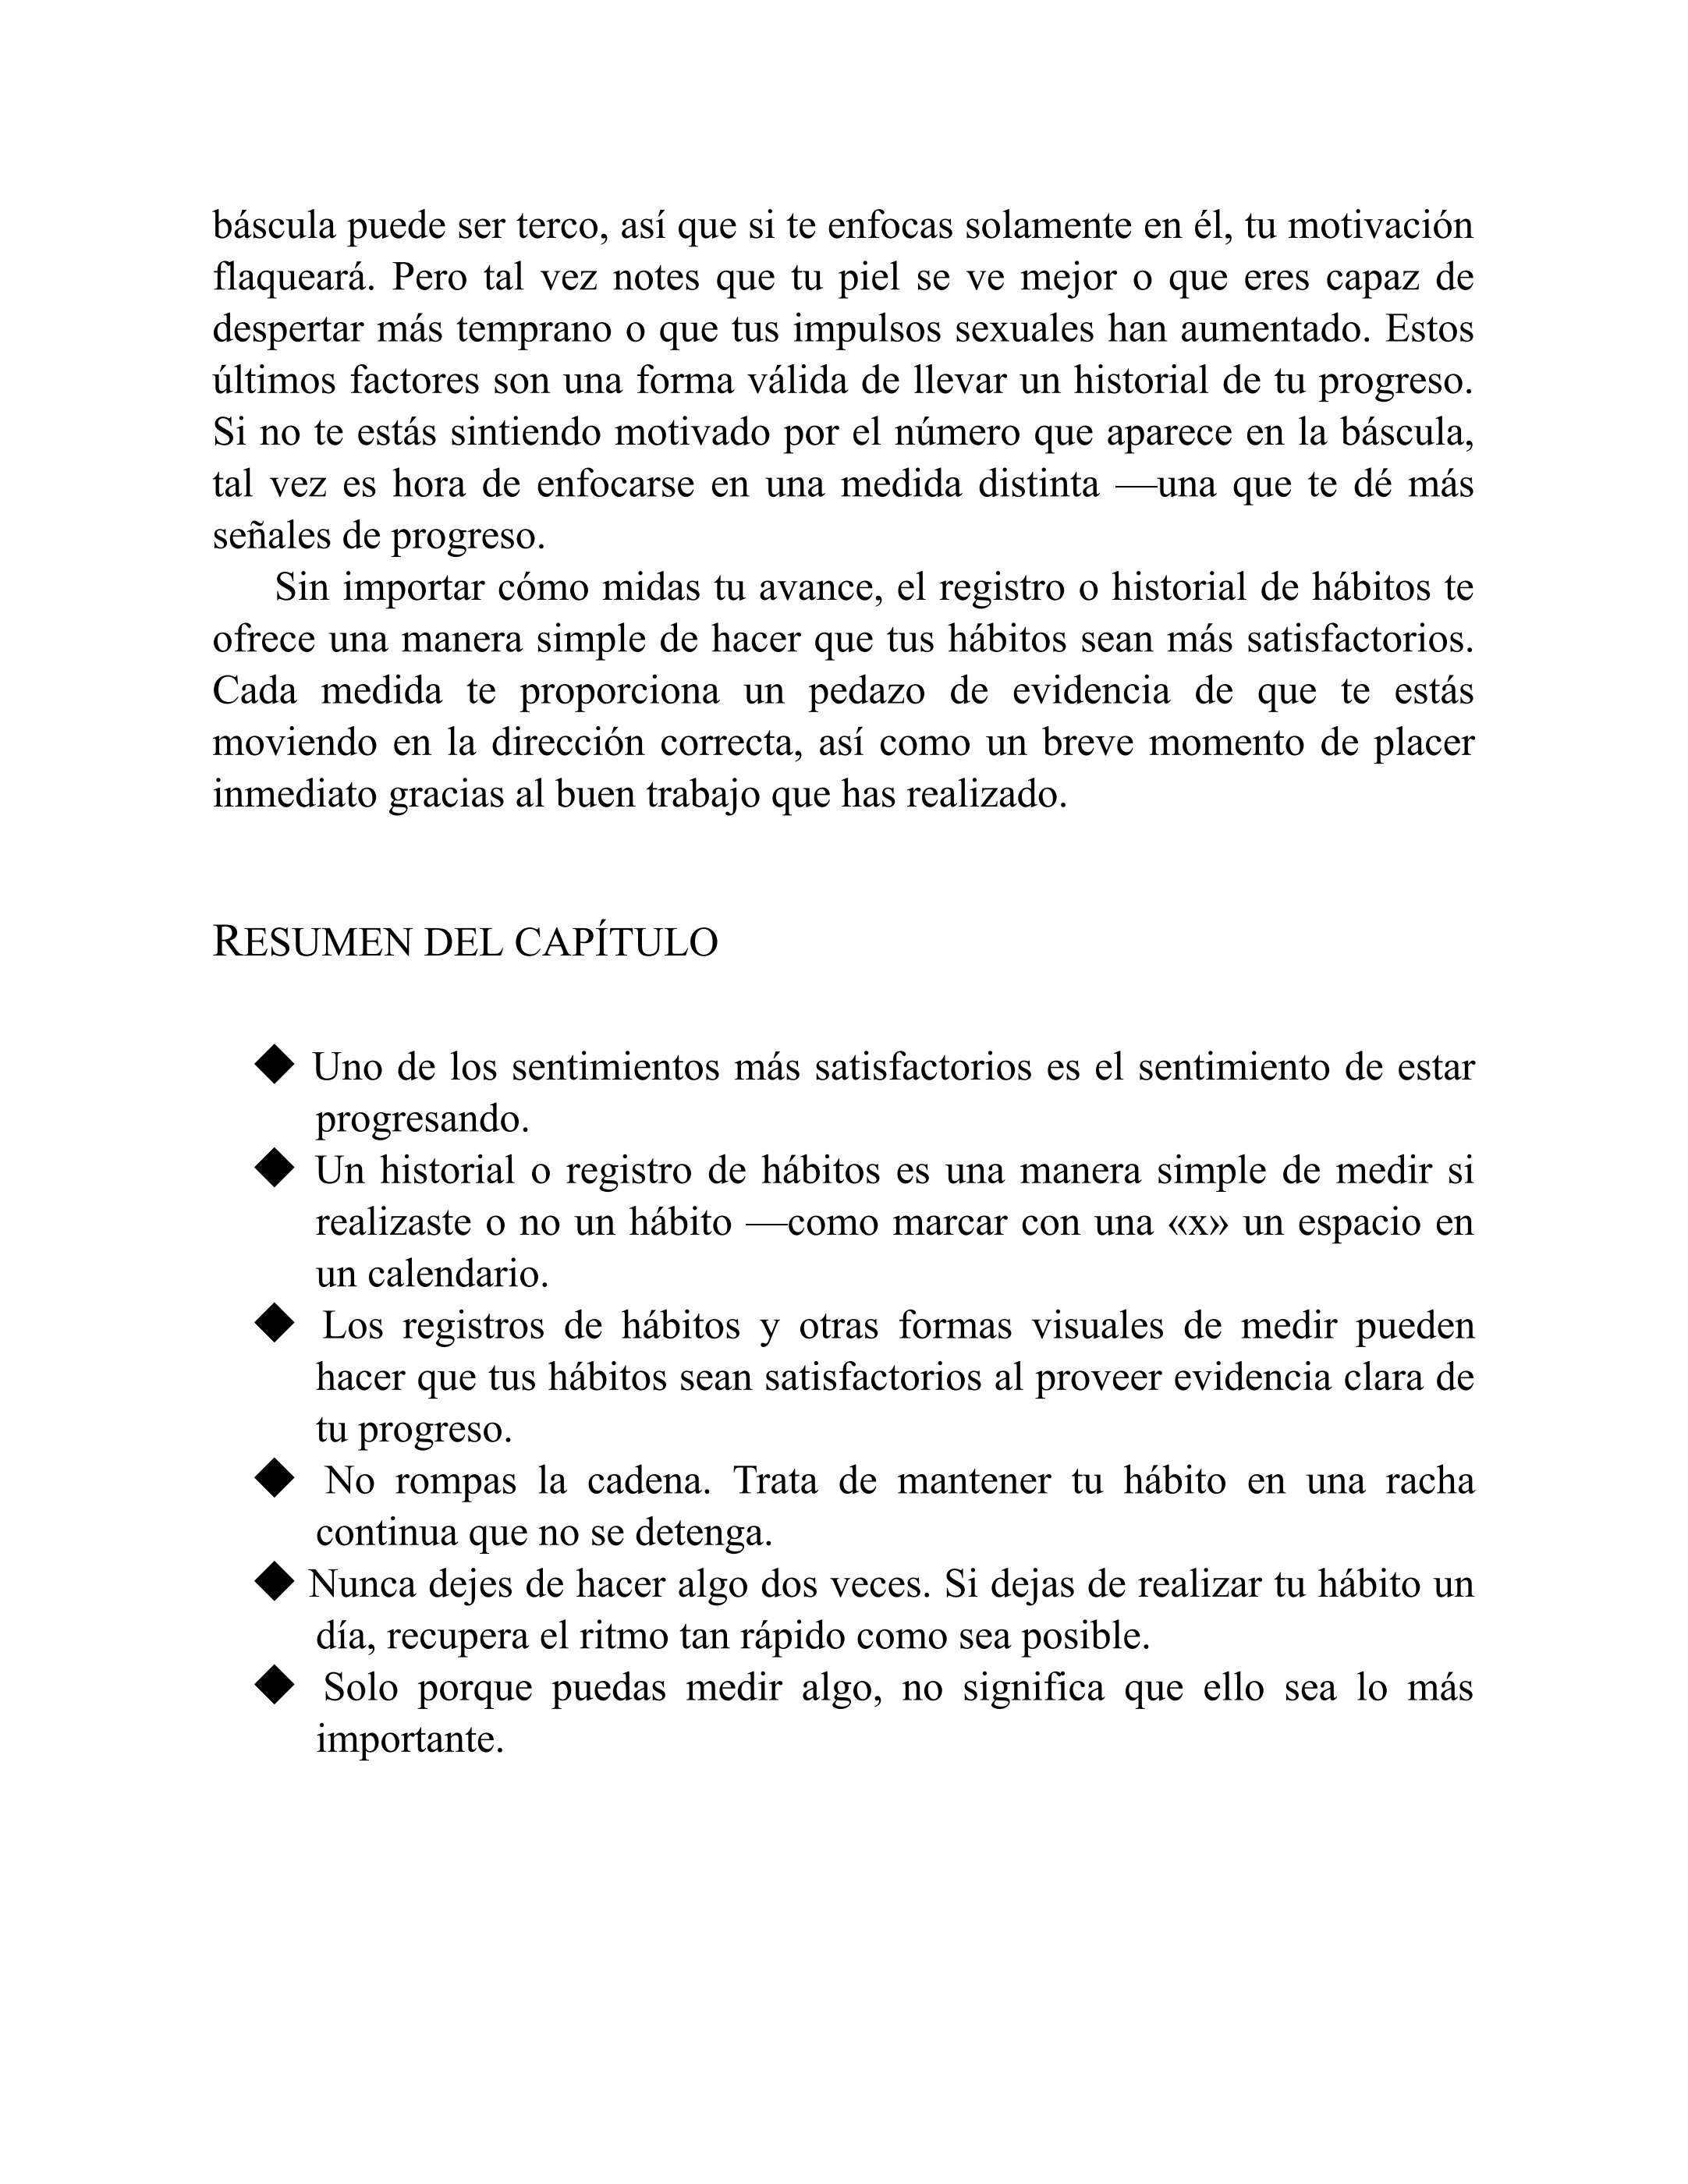 báscula puede ser terco, así que si te enfocas solamente en él, tu motivación
flaqueará. Pero tal vez notes que tu piel se ve mejor o que eres capaz de
despertar más temprano o que tus impulsos sexuales han aumentado. Estos
últimos factores son una forma válida de llevar un historial de tu progreso.
Si no te estás sintiendo motivado por el número que aparece en la báscula,
tal vez es hora de enfocarse en una medida distinta —una que te dé más
señales de progreso.
Sin importar cómo midas tu avance, el registro o historial de hábitos te
ofrece una manera simple de hacer que tus hábitos sean más satisfactorios.
Cada medida te proporciona un pedazo de evidencia de que te estás
moviendo en la dirección correcta, así como un breve momento de placer
inmediato gracias al buen trabajo que has realizado.
RESUMEN DEL CAPÍTULO
◆ Uno de los sentimientos más satisfactorios es el sentimiento de estar
progresando.
◆ Un historial o registro de hábitos es una manera simple de medir si
realizaste o no un hábito —como marcar con una «x» un espacio en
un calendario.
◆ Los registros de hábitos y otras formas visuales de medir pueden
hacer que tus hábitos sean satisfactorios al proveer evidencia clara de
tu progreso.
◆ No rompas la cadena. Trata de mantener tu hábito en una racha
continua que no se detenga.
◆ Nunca dejes de hacer algo dos veces. Si dejas de realizar tu hábito un
día, recupera el ritmo tan rápido como sea posible.
◆ Solo porque puedas medir algo, no significa que ello sea lo más
importante.